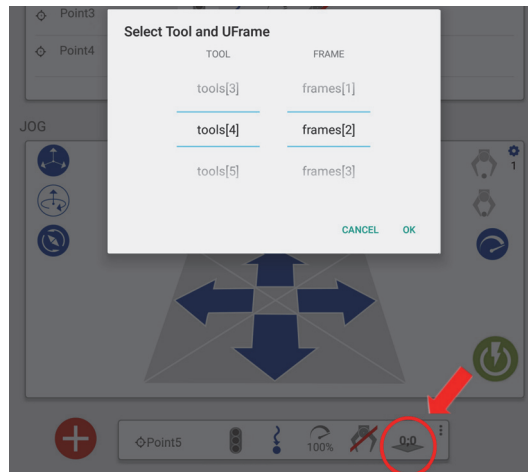 Point3
Point4
Select Tool and UFrame
TOOL FRAME
tools[3] frames[1]
tools[4] frames[2]
tools[5] frames[3]
CANCEL OK
JOG
1
Point5
100%
0:0